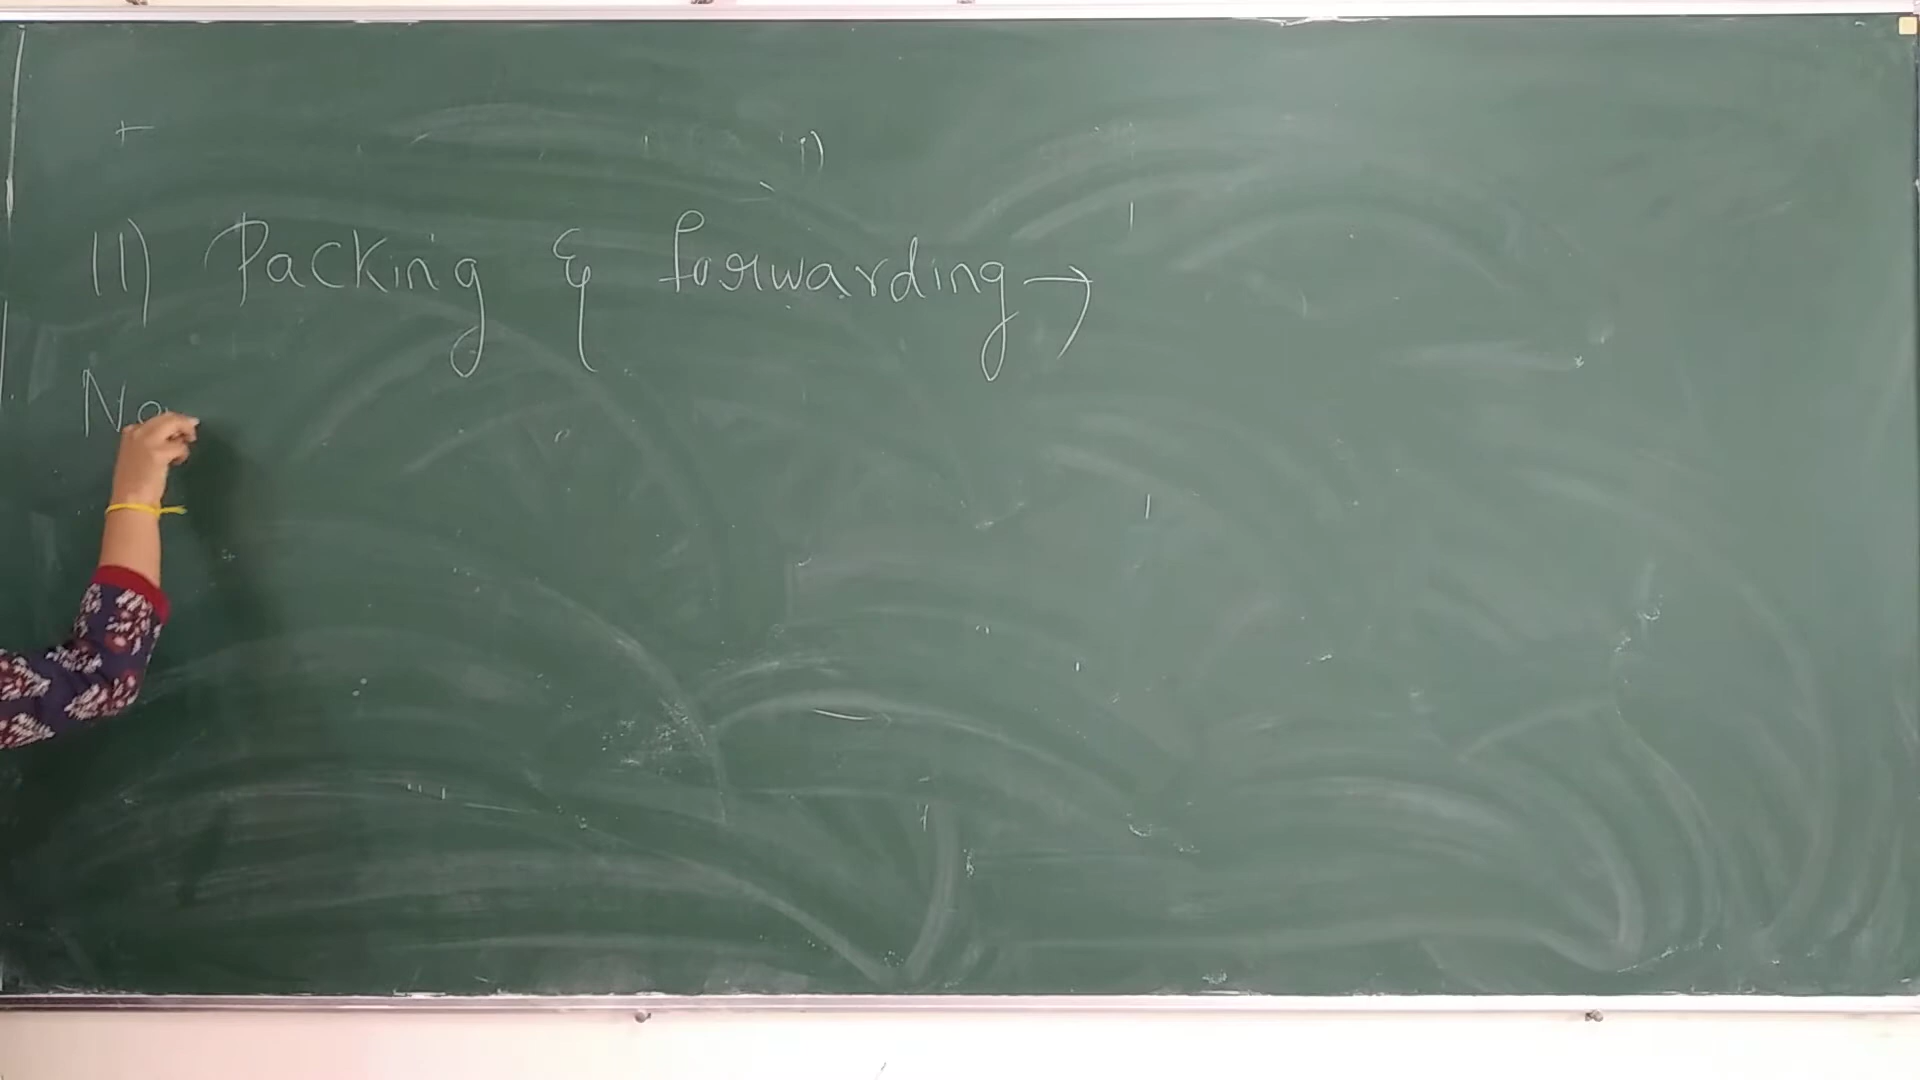 11) Packing & forwarding →
No